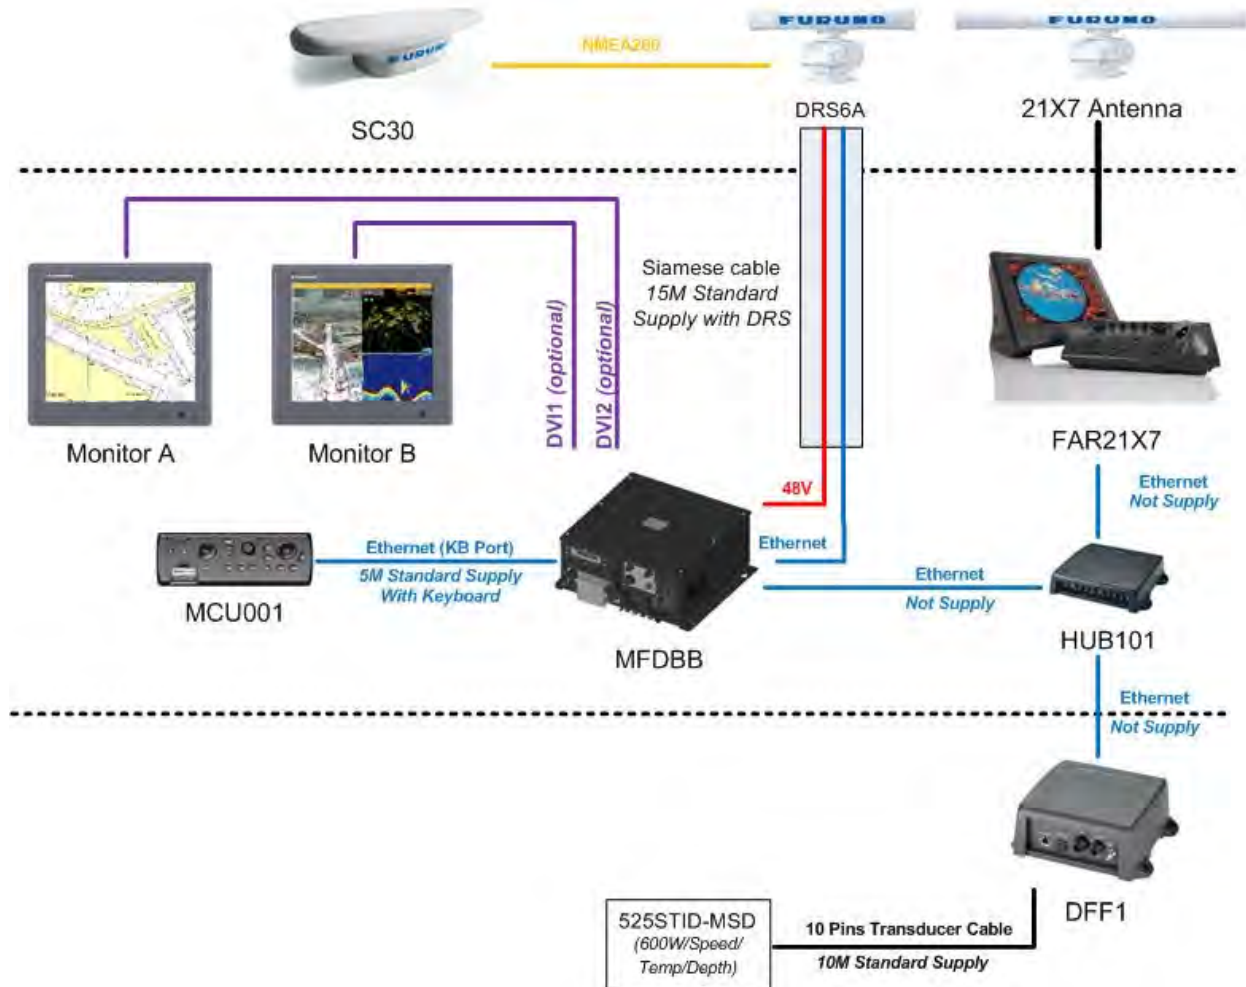 FURUNO
FURUNO
FURUNO
NMEA200
SC30
DRS6A
21X7 Antenna
Siamese cable
15M Standard
Supply with DRS
DVI1 (optional)
DVI2 (optional)
Monitor A
Monitor B
FAR21X7
48V
Ethernet
Not Supply
Ethernet (KB Port)
5M Standard Supply
With Keyboard
MCU001
Ethernet
MFDBB
Ethernet
Not Supply
HUB101
Ethernet
Not Supply
DFF1
525STID-MSD
(600W/Speed/
Temp/Depth)
10 Pins Transducer Cable
10M Standard Supply